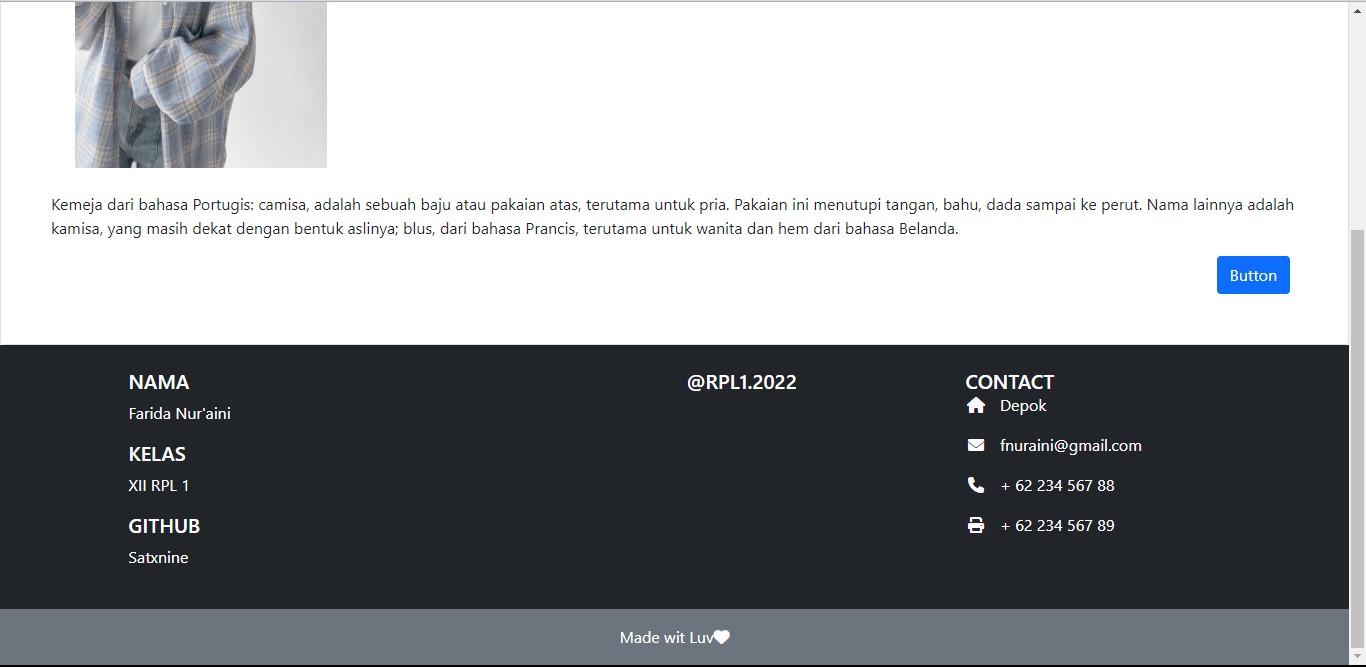 Kemeja dari bahasa Portugis: camisa, adalah sebuah baju atau pakaian atas, terutama untuk pria. Pakaian ini menutupi tangan, bahu, dada sampai ke perut. Nama lainnya adalah
kamisa, yang masih dekat dengan bentuk aslinya; blus, dari bahasa Prancis, terutama untuk wanita dan hem dari bahasa Belanda.
Button
NAMA
Farida Nur'aini
KELAS
XII RPL 1
GITHUB
Satxnine
@RPL1.2022
CONTACT
Depok
fnuraini@gmail.com
+ 62 234 567 88
+ 62 234 567 89
Made wit Luv